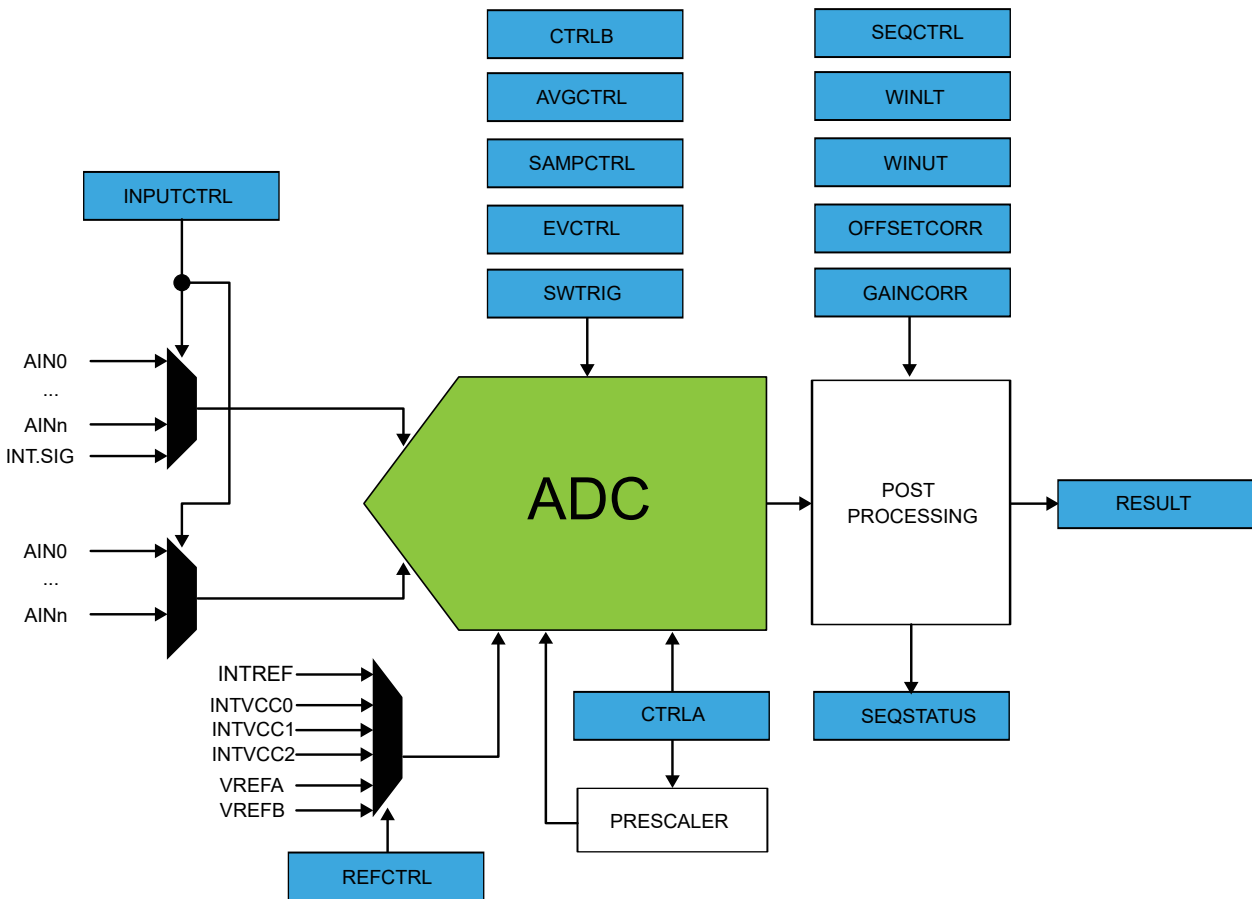 CTRLB
SEQCTRL
AVGCTRL
WINLT
SAMPCTRL
WINUT
INPUTCTRL
EVCTRL
OFFSETCORR
SWTRIG
GAINCORR
AIN0
...
AINn
INT.SIG
ADC
POST
PROCESSING
RESULT
AIN0
...
AINn
INTREF
INTVCC0
INTVCC1
INTVCC2
VREFA
VREFB
CTRLA
SEQSTATUS
PRESCALER
REFCTRL